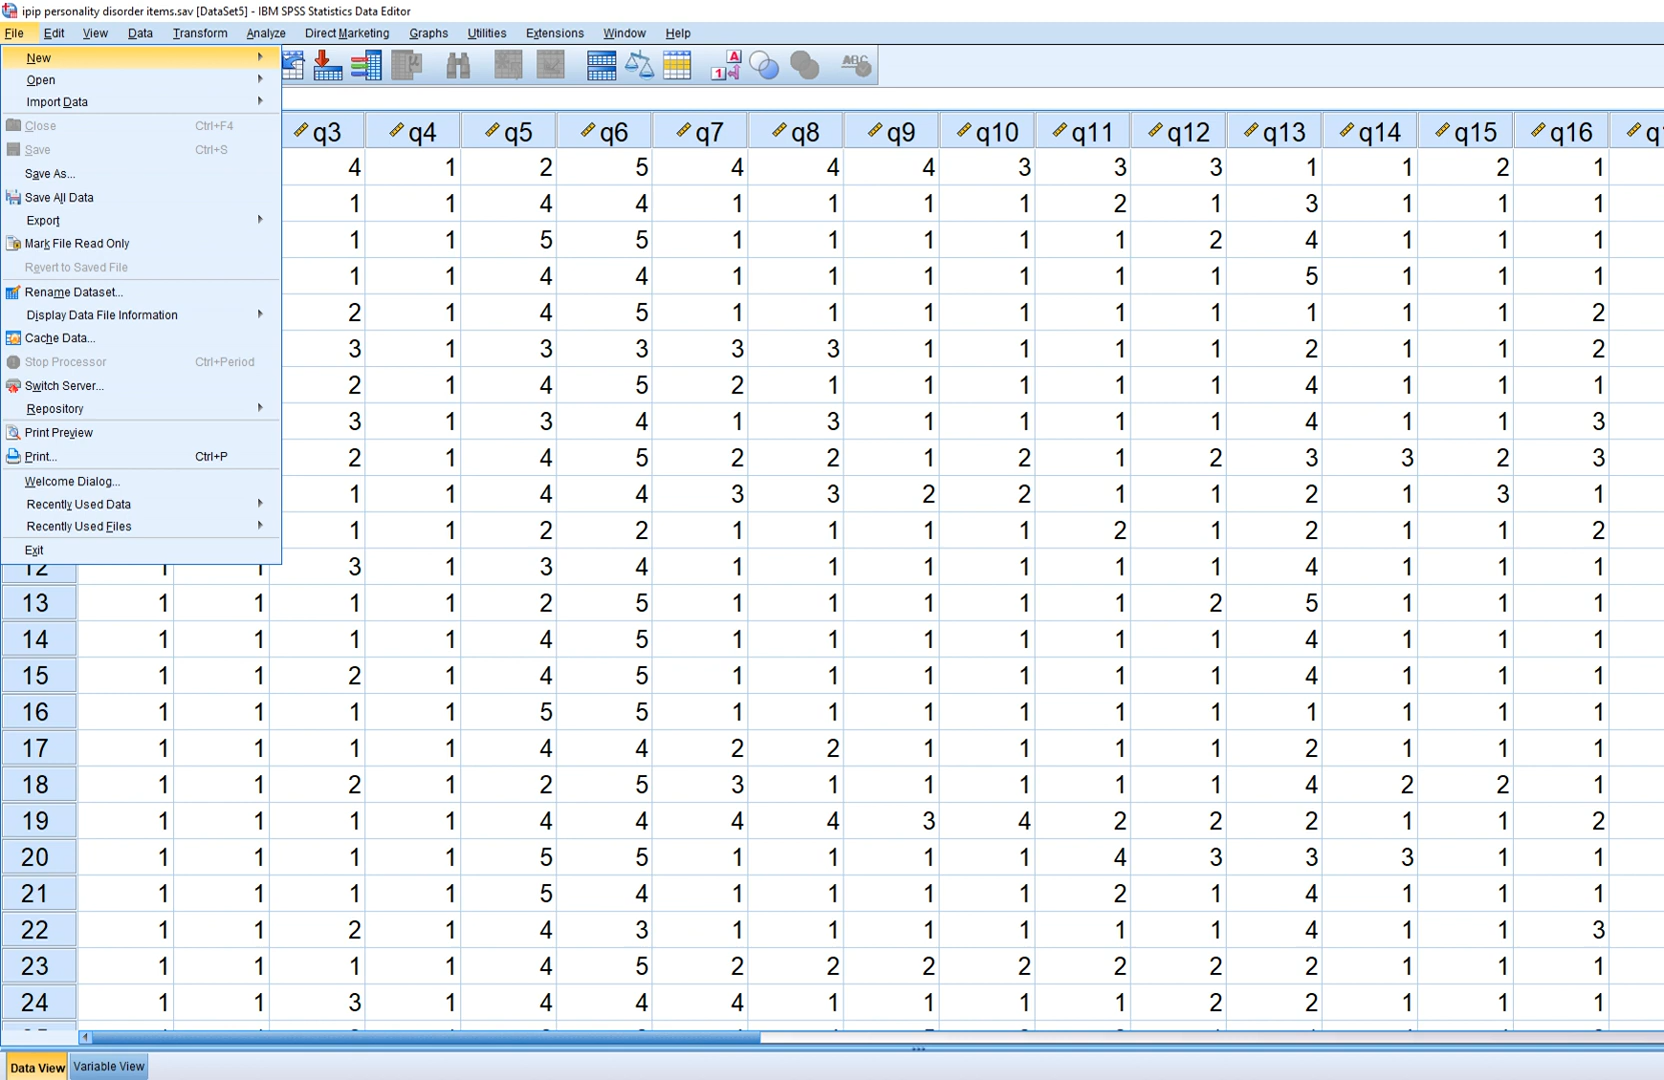 ipip personality disorder items.sav [DataSet5] - IBM SPSS Statistics Data Editor
File Edit View Data Transform Analyze Direct Marketing Graphs Utilities Extensions Window Help
New
Open
Import Data
Close Ctrl+F4
Save Ctrl+S
Save As...
Save All Data
Export
Mark File Read Only
Revert to Saved File
Rename Dataset...
Display Data File Information
Cache Data...
Stop Processor Ctrl+Period
Switch Server...
Repository
Print Preview
Print... Ctrl+P
Welcome Dialog...
Recently Used Data
Recently Used Files
Exit
q3 q4 q5 q6 q7 q8 q9 q10 q11 q12 q13 q14 q15 q16
4 1 2 5 4 4 4 3 3 3 1 1 2 1
1 1 4 4 1 1 1 1 2 1 3 1 1 1
1 1 5 5 1 1 1 1 1 2 4 1 1 1
1 1 4 4 1 1 1 1 1 1 5 1 1 1
2 1 4 5 1 1 1 1 1 1 1 1 1 2
3 1 3 3 3 3 1 1 1 1 2 1 1 2
2 1 4 5 2 1 1 1 1 1 4 1 1 1
3 1 3 4 1 3 1 1 1 1 4 1 1 3
2 1 4 5 2 2 1 2 1 2 3 3 2 3
1 1 4 4 3 3 2 2 1 1 2 1 3 1
1 1 2 2 1 1 1 1 2 1 2 1 1 2
12 1 1 3 1 3 4 1 1 1 1 1 1 4 1 1 1
13 1 1 1 1 2 5 1 1 1 1 1 2 5 1 1 1
14 1 1 1 1 4 5 1 1 1 1 1 1 4 1 1 1
15 1 1 2 1 4 5 1 1 1 1 1 1 4 1 1 1
16 1 1 1 1 5 5 1 1 1 1 1 1 1 1 1 1
17 1 1 1 1 4 4 2 2 1 1 1 1 2 1 1 1
18 1 1 2 1 2 5 3 1 1 1 1 1 4 2 2 1
19 1 1 1 1 4 4 4 4 3 4 2 2 2 1 1 2
20 1 1 1 1 5 5 1 1 1 1 4 3 3 3 1 1
21 1 1 1 1 5 4 1 1 1 1 2 1 4 1 1 1
22 1 1 2 1 4 3 1 1 1 1 1 1 4 1 1 3
23 1 1 1 1 4 5 2 2 2 2 2 2 2 1 1 1
24 1 1 3 1 4 4 4 1 1 1 1 2 2 1 1 1
Data View Variable View